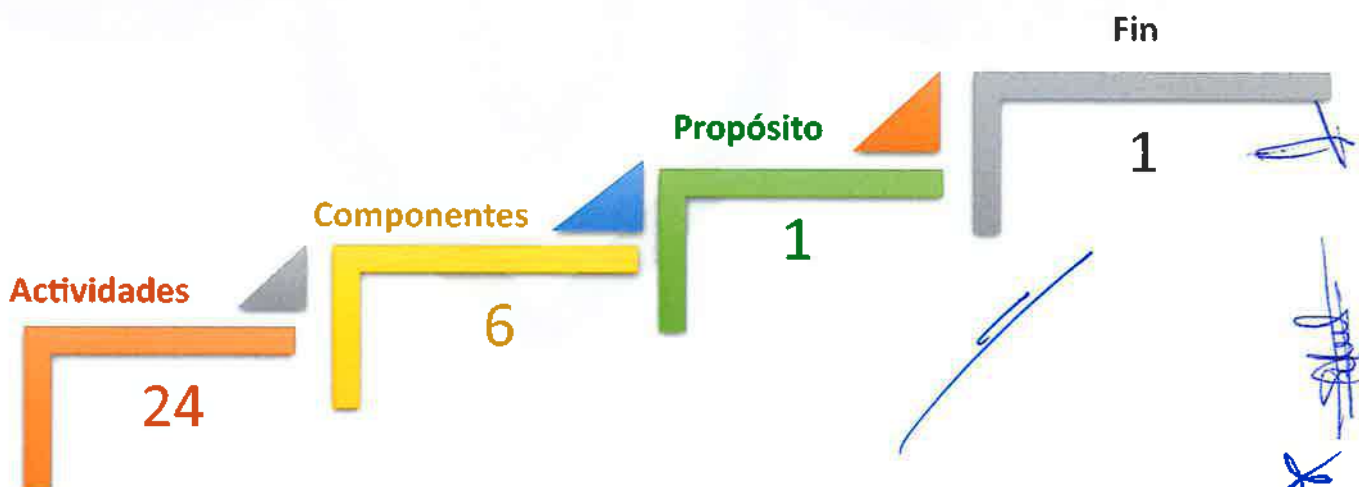 Fin
1
Propósito
1
Componentes
6
Actividades
24